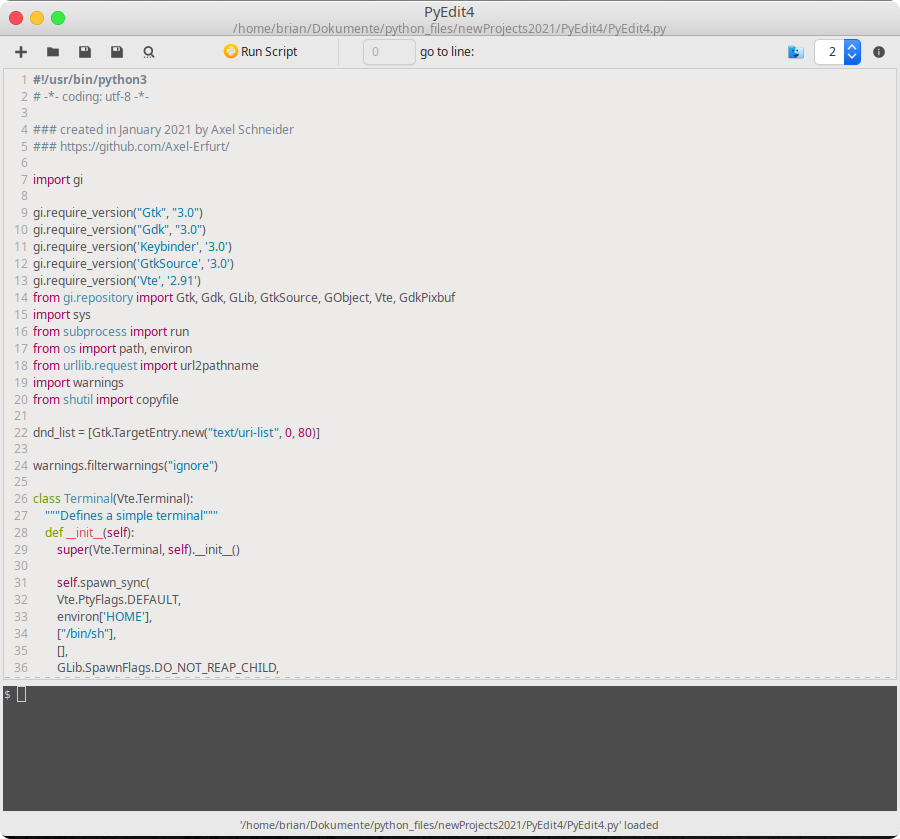 PyEdit4
/home/brian/Dokumente/python_files/newProjects2021/PyEdit4/PyEdit4.py
Run Script 0 go to line: 2
1 #!/usr/bin/python3
2 # -*- coding: utf-8 -*-
3
4 ### created in January 2021 by Axel Schneider
5 ### https://github.com/Axel-Erfurt/
6
7 import gi
8
9 gi.require_version("Gtk", "3.0")
10 gi.require_version("Gdk", "3.0")
11 gi.require_version('Keybinder', '3.0')
12 gi.require_version('GtkSource', '3.0')
13 gi.require_version('Vte', '2.91')
14 from gi.repository import Gtk, Gdk, GLib, GtkSource, GObject, Vte, GdkPixbuf
15 import sys
16 from subprocess import run
17 from os import path, environ
18 from urllib.request import url2pathname
19 import warnings
20 from shutil import copyfile
21
22 dnd_list = [Gtk.TargetEntry.new("text/uri-list", 0, 80)]
23
24 warnings.filterwarnings("ignore")
25
26 class Terminal(Vte.Terminal):
27     """Defines a simple terminal"""
28     def __init__(self):
29         super(Vte.Terminal, self).__init__()
30
31         self.spawn_sync(
32         Vte.PtyFlags.DEFAULT,
33         environ['HOME'],
34         ["/bin/sh"],
35         [],
36         GLib.SpawnFlags.DO_NOT_REAP_CHILD,
$
'/home/brian/Dokumente/python_files/newProjects2021/PyEdit4/PyEdit4.py' loaded